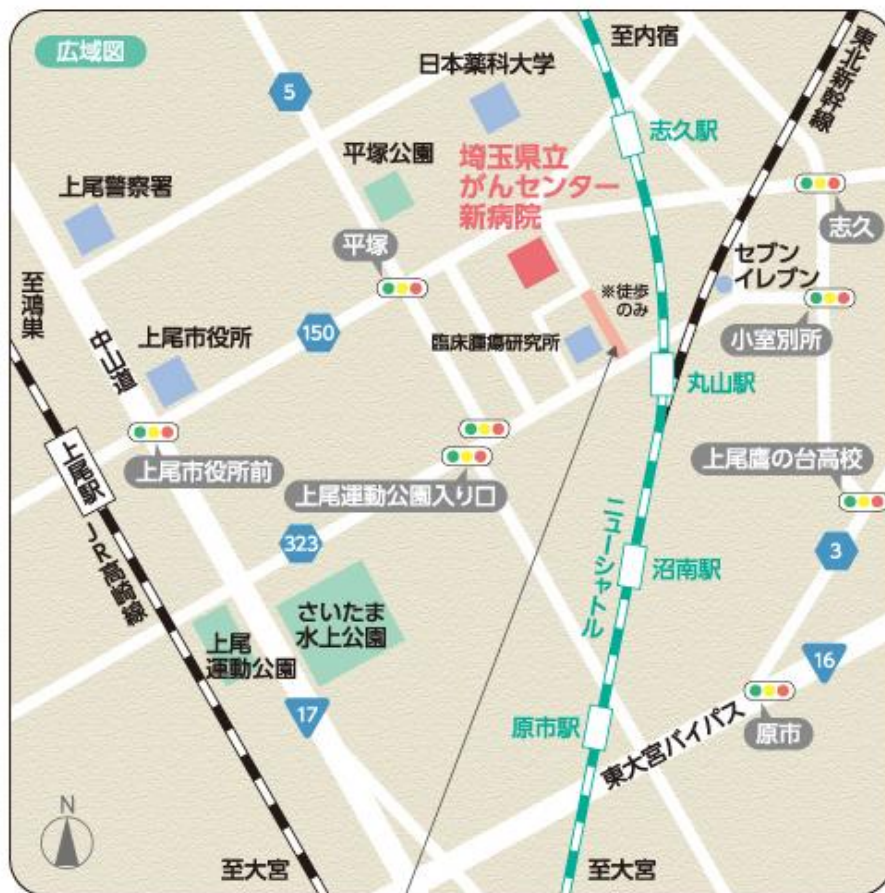 広域図
至内宿
東北新幹線
日本薬科大学
5
志久駅
平塚公園
埼玉県立
がんセンター
新病院
上尾警察署
志久
平塚
セブン
イレブン
至鴻巣
※徒歩
のみ
中山道
上尾市役所
150
臨床腫瘍研究所
小室別所
丸山駅
上尾駅
上尾市役所前
上尾運動公園入り口
上尾鷹の台高校
JR高崎線
323
ニューシャトル
沼南駅
3
さいたま
水上公園
上尾
運動公園
16
17
原市駅
東大宮バイパス
原市
N
至大宮
至大宮